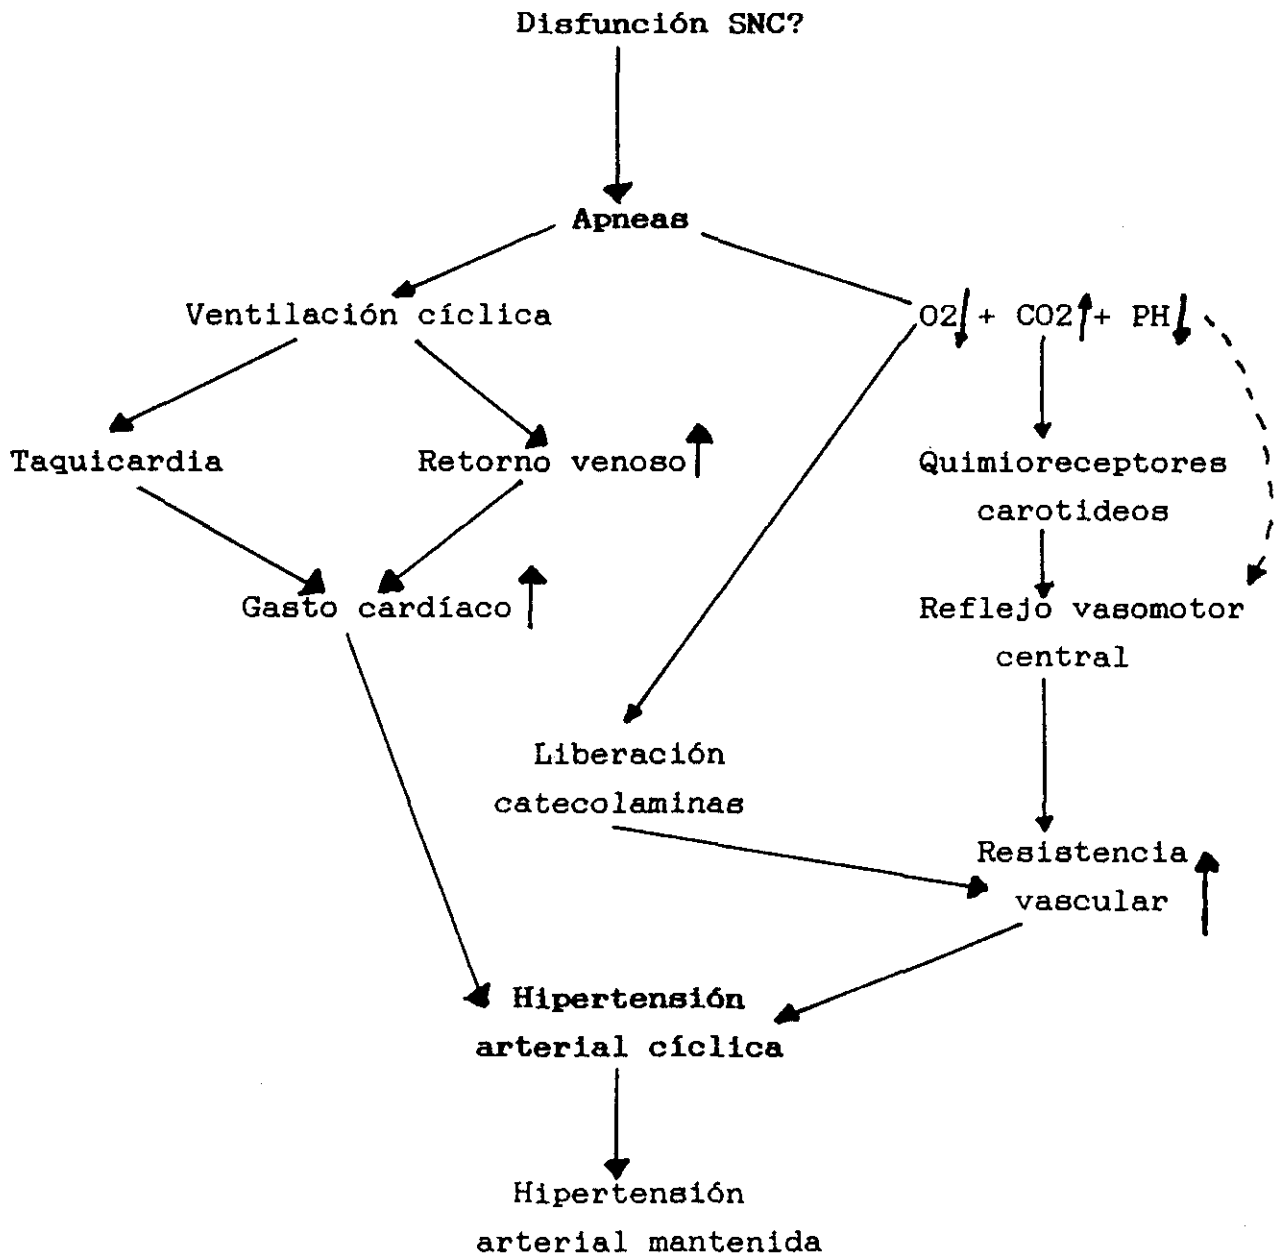 Disfunción SNC?
Apneas
Ventilación cíclica
O2↓ + CO2↑ + PH↓
Taquicardia
Retorno venoso↑
Quimioreceptores
carotideos
Gasto cardíaco↑
Reflejo vasomotor
central
Liberación
catecolaminas
Resistencia
vascular ↑
Hipertensión
arterial cíclica
Hipertensión
arterial mantenida